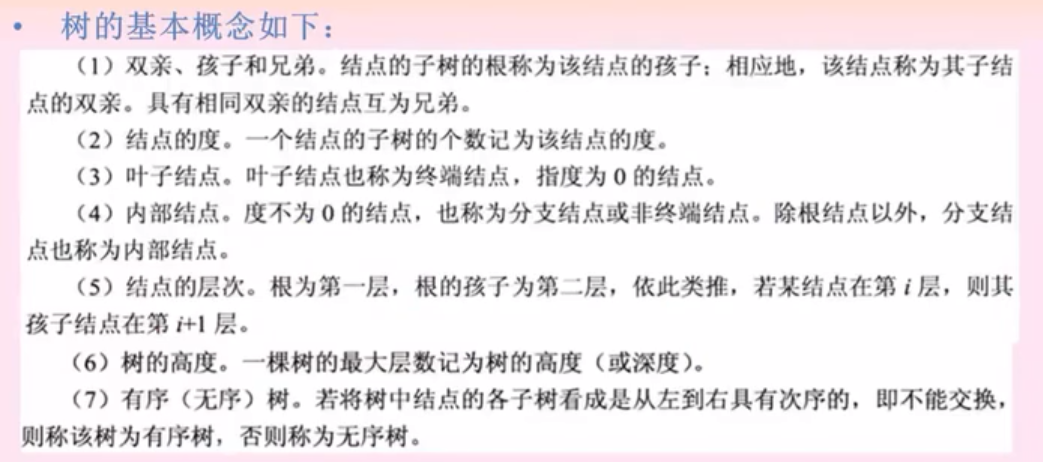 • 树的基本概念如下：
（1）双亲、孩子和兄弟。结点的子树的根称为该结点的孩子；相应地，该结点称为其子结
点的双亲。具有相同双亲的结点互为兄弟。
（2）结点的度。一个结点的子树的个数记为该结点的度。
（3）叶子结点。叶子结点也称为终端结点，指度为 0 的结点。
（4）内部结点。度不为 0 的结点，也称为分支结点或非终端结点。除根结点以外，分支结
点也称为内部结点。
（5）结点的层次。根为第一层，根的孩子为第二层，依此类推，若某结点在第 i 层，则其
孩子结点在第 i+1 层。
（6）树的高度。一棵树的最大层数记为树的高度（或深度）。
（7）有序（无序）树。若将树中结点的各子树看成是从左到右具有次序的，即不能交换，
则称该树为有序树，否则称为无序树。